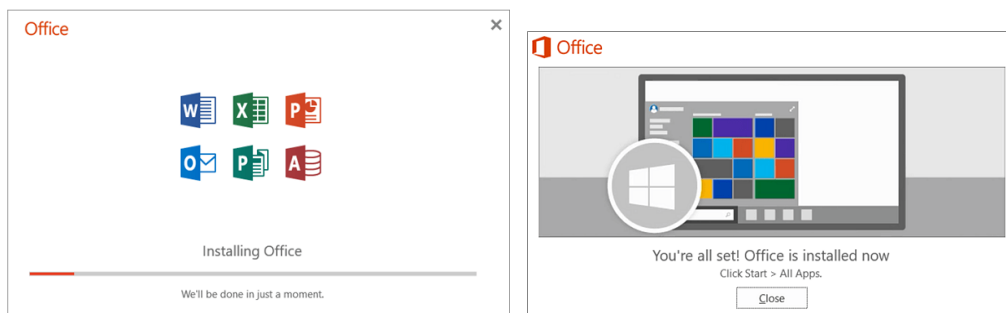 Office
W
X
P
O
P
A
Installing Office
We'll be done in just a moment.
Office
You're all set! Office is installed now
Click Start > All Apps.
Close